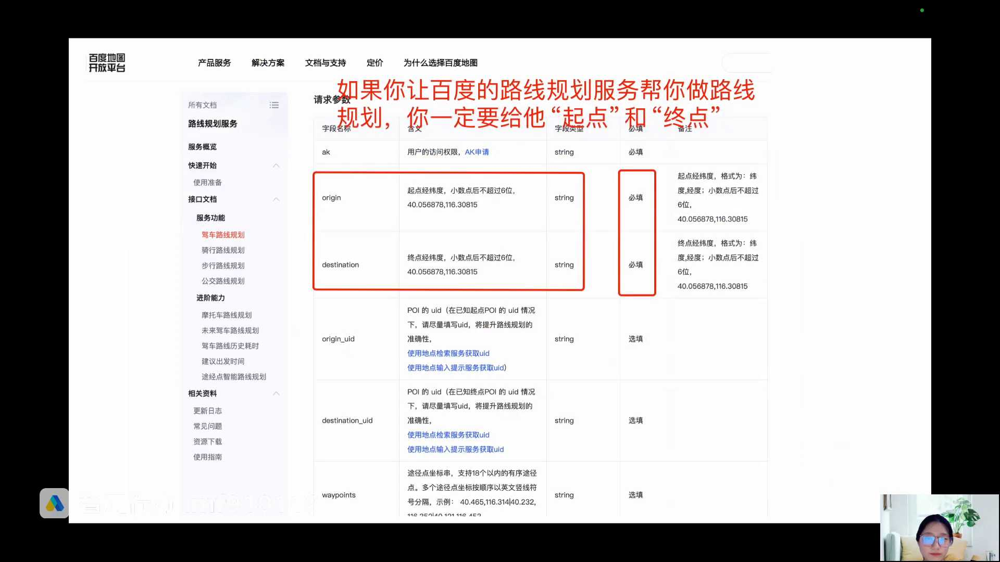 百度地图
开放平台
产品服务
解决方案
文档与支持
定价
为什么选择百度地图
如果你让百度的路线规划服务帮你做路线
规划，你一定要给他“起点”和“终点”
所有文档
路线规划服务
服务概览
快速开始
使用准备
接口文档
服务功能
驾车路线规划
骑行路线规划
步行路线规划
公交路线规划
进阶能力
摩托车路线规划
未来驾车路线规划
驾车路线历史耗时
建议出发时间
途经点智能路线规划
相关资料
更新日志
常见问题
资源下载
使用指南
请求参数
字段名称 含义 字段类型 必填 备注
ak 用户的访问权限，AK申请 string 必填
origin
起点经纬度，小数点后不超过6位，
40.056878,116.30815
string
必填
起点经纬度，格式为：纬
度,经度；小数点后不超过
6位，
40.056878,116.30815
destination
终点经纬度，小数点后不超过6位，
40.056878,116.30815
string
必填
终点经纬度，格式为：纬
度,经度；小数点后不超过
6位，
40.056878,116.30815
origin_uid
POI 的 uid（在已知起点POI 的 uid 情况
下，请尽量填写uid，将提升路线规划的
准确性，
使用地点检索服务获取uid
使用地点输入提示服务获取uid）
string
选填
destination_uid
POI 的 uid（在已知终点POI 的 uid 情况
下，请尽量填写uid，将提升路线规划的
准确性，
使用地点检索服务获取uid
使用地点输入提示服务获取uid
string
选填
waypoints
途径点坐标串，支持18个以内的有序途径
点。多个途径点坐标按顺序以英文竖线符
号分隔，示例： 40.465,116.314|40.232,
116.352|40.121,116.453
string
选填